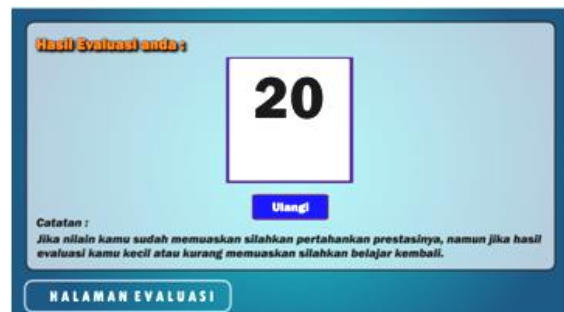 Hasil Evaluasi anda :
20
Ulangi
Catatan :
Jika nilain kamu sudah memuaskan silahkan pertahankan prestasinya, namun jika hasil
evaluasi kamu kecil atau kurang memuaskan silahkan belajar kembali.
HALAMAN EVALUASI